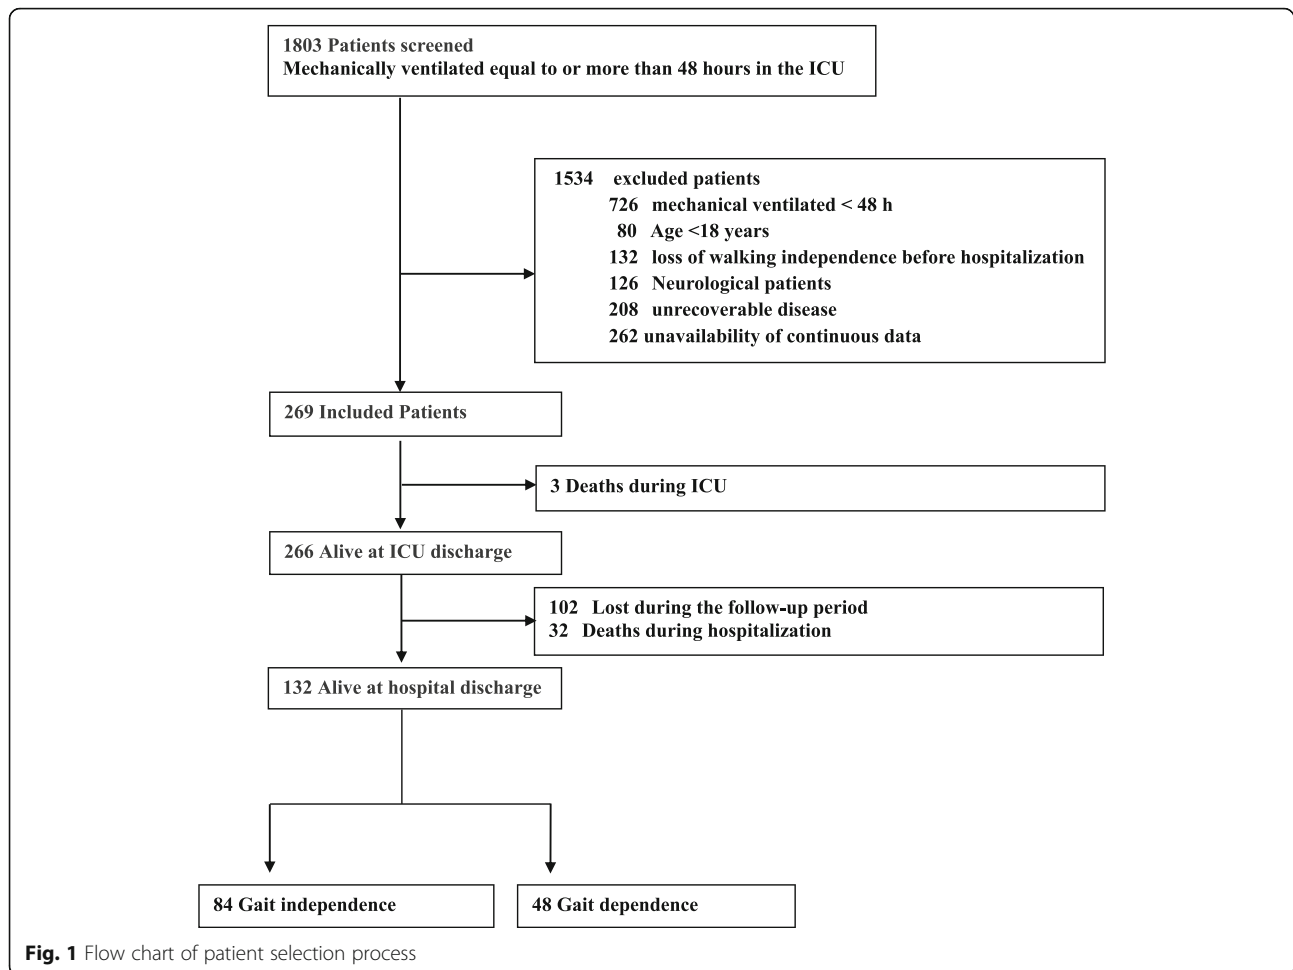 1803 Patients screened
Mechanically ventilated equal to or more than 48 hours in the ICU
1534 excluded patients
726 mechanical ventilated < 48 h
80 Age <18 years
132 loss of walking independence before hospitalization
126 Neurological patients
208 unrecoverable disease
262 unavailability of continuous data
269 Included Patients
3 Deaths during ICU
266 Alive at ICU discharge
102 Lost during the follow-up period
32 Deaths during hospitalization
132 Alive at hospital discharge
84 Gait independence
48 Gait dependence
Fig. 1 Flow chart of patient selection process